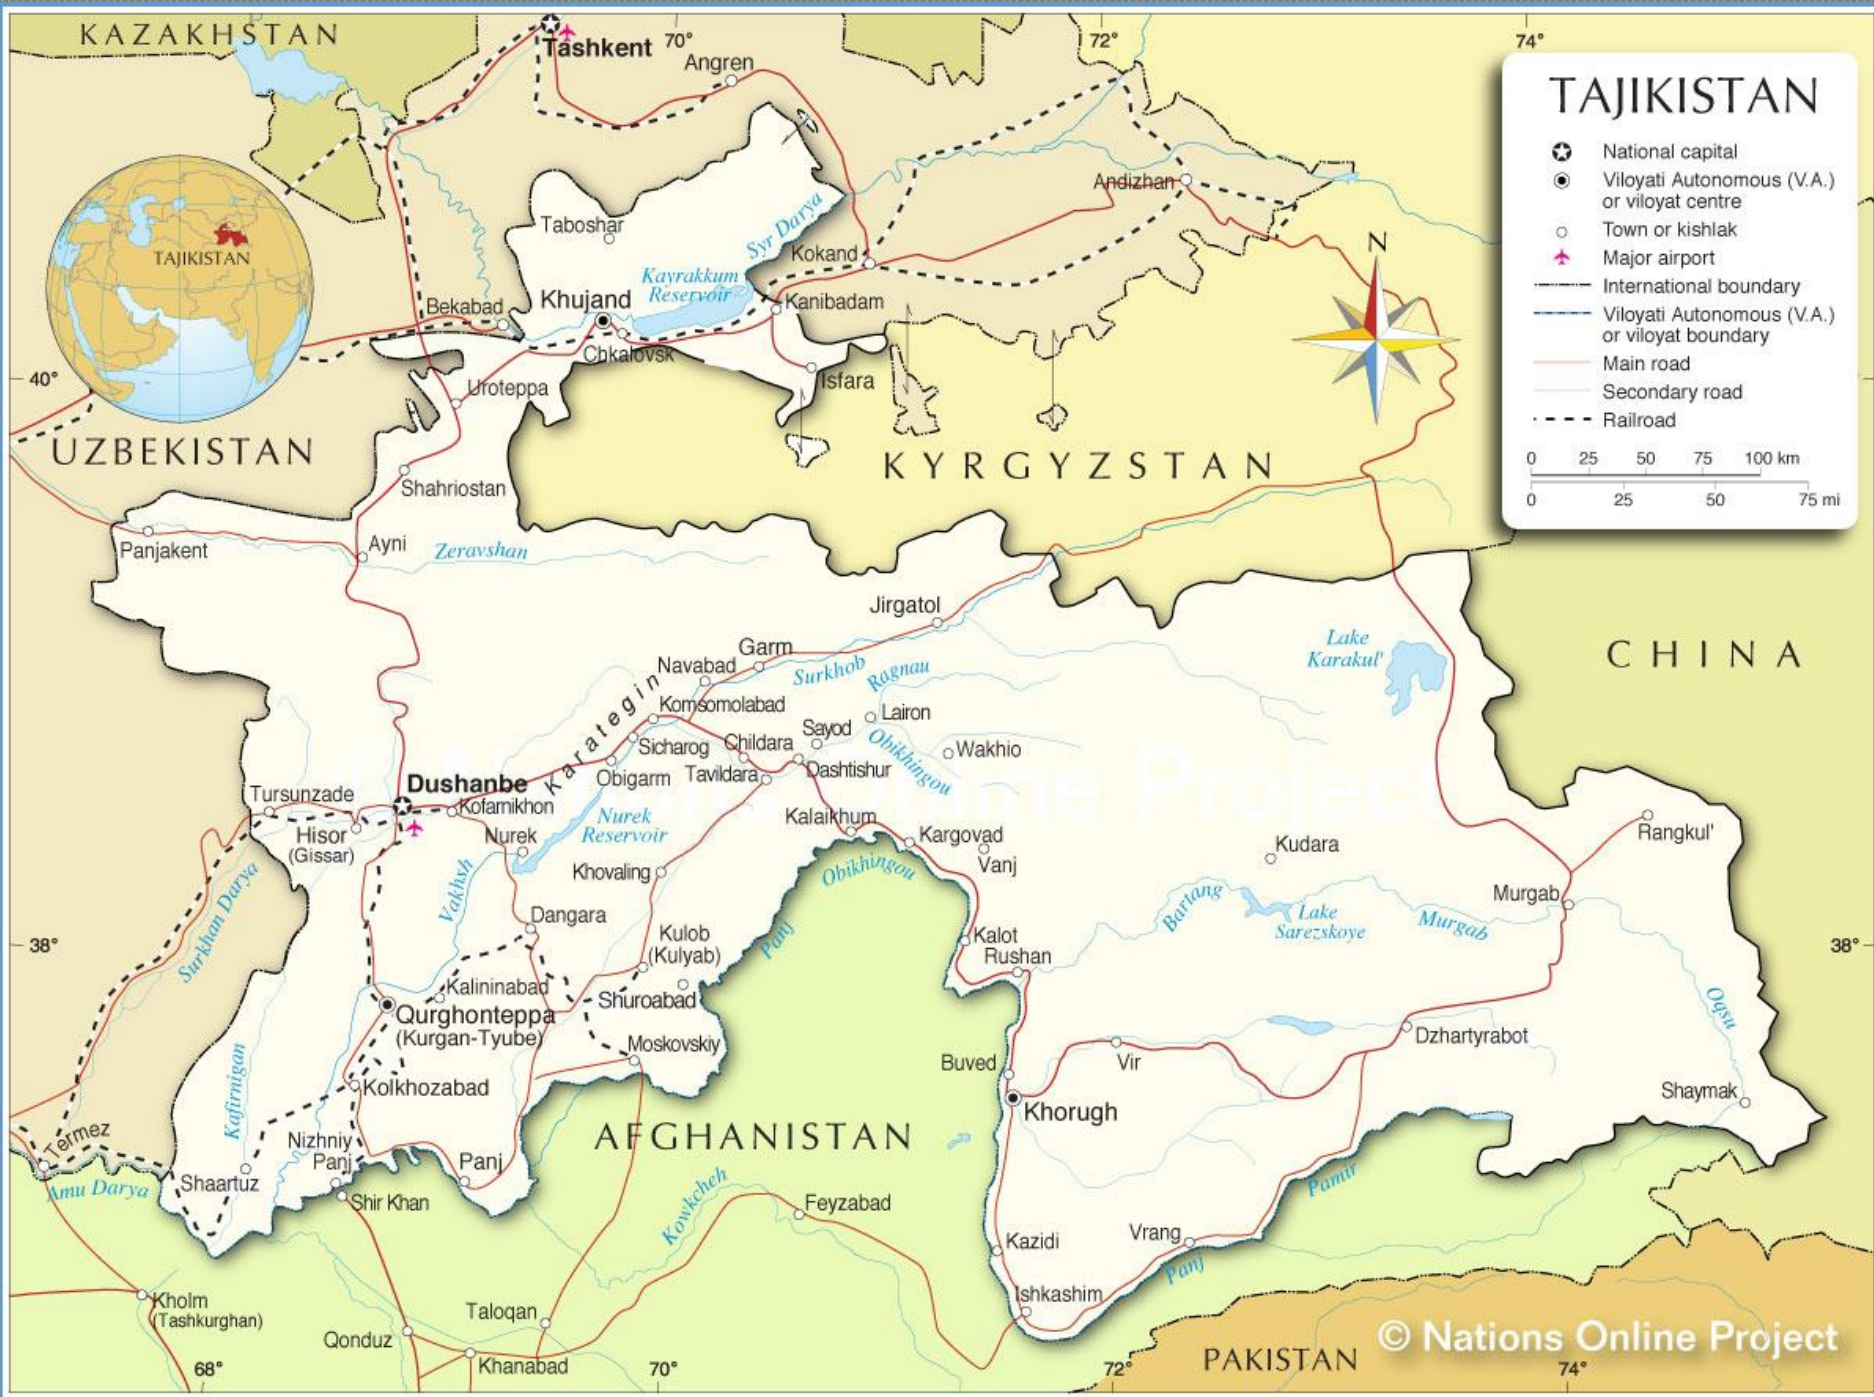 KAZAKHSTAN
Tashkent
70°
72°
74°
Angren
TAJIKISTAN
National capital
Viloyati Autonomous (V.A.)
or viloyat centre
Town or kishlak
Major airport
International boundary
Viloyati Autonomous (V.A.)
or viloyat boundary
Main road
Secondary road
Railroad
0 25 50 75 100 km
0 25 50 75 mi
TAJIKISTAN
Andizhan
Taboshar
Syr Darya
Kokand
N
Kayrakkum
Reservoir
Bekabad
Khujand
Kanibadam
Chkalovsk
40°
Uroteppa
Isfara
UZBEKISTAN
KYRGYZSTAN
Shahriostan
Panjakent
Ayni
Zeravshan
Jirgatol
Lake
Karakul'
CHINA
Garm
Navabad
Surkhob
Ragnau
Karategin
Komsomolabad
Lairon
Sayod
Sicharog
Childara
Obikhingou
Wakhio
Obigarm
Tavildara
Dashtishur
© Nations Online Project
Dushanbe
Tursunzade
Kofarnikhon
Hisor
(Gissar)
Nurek
Nurek
Reservoir
Kalaikhum
Kargovad
Vanj
Kudara
Rangkul'
Khovaling
Obikhingou
Surkhan Darya
Vakhsh
Murgab
Bartang
Lake
Sarezskoye
Murgab
Dangara
38°
Kulob
(Kulyab)
Panj
Kalot
Rushan
38°
Kalininabad
Shuroabad
Qurghonteppa
(Kurgan-Tyube)
Oqsu
Moskovskiy
Dzhartyrabot
Buved
Vir
Kolkhozabad
Khorugh
Shaymak
Kafirnigan
AFGHANISTAN
Termez
Nizhniy
Panj
Panj
Amu Darya
Shaartuz
Shir Khan
Kowkcheh
Feyzabad
Pamir
Vrang
Kazidi
Panj
Ishkashim
Kholm
(Tashkurghan)
Taloqan
Qonduz
Khanabad
68°
70°
72°
74°
PAKISTAN
© Nations Online Project